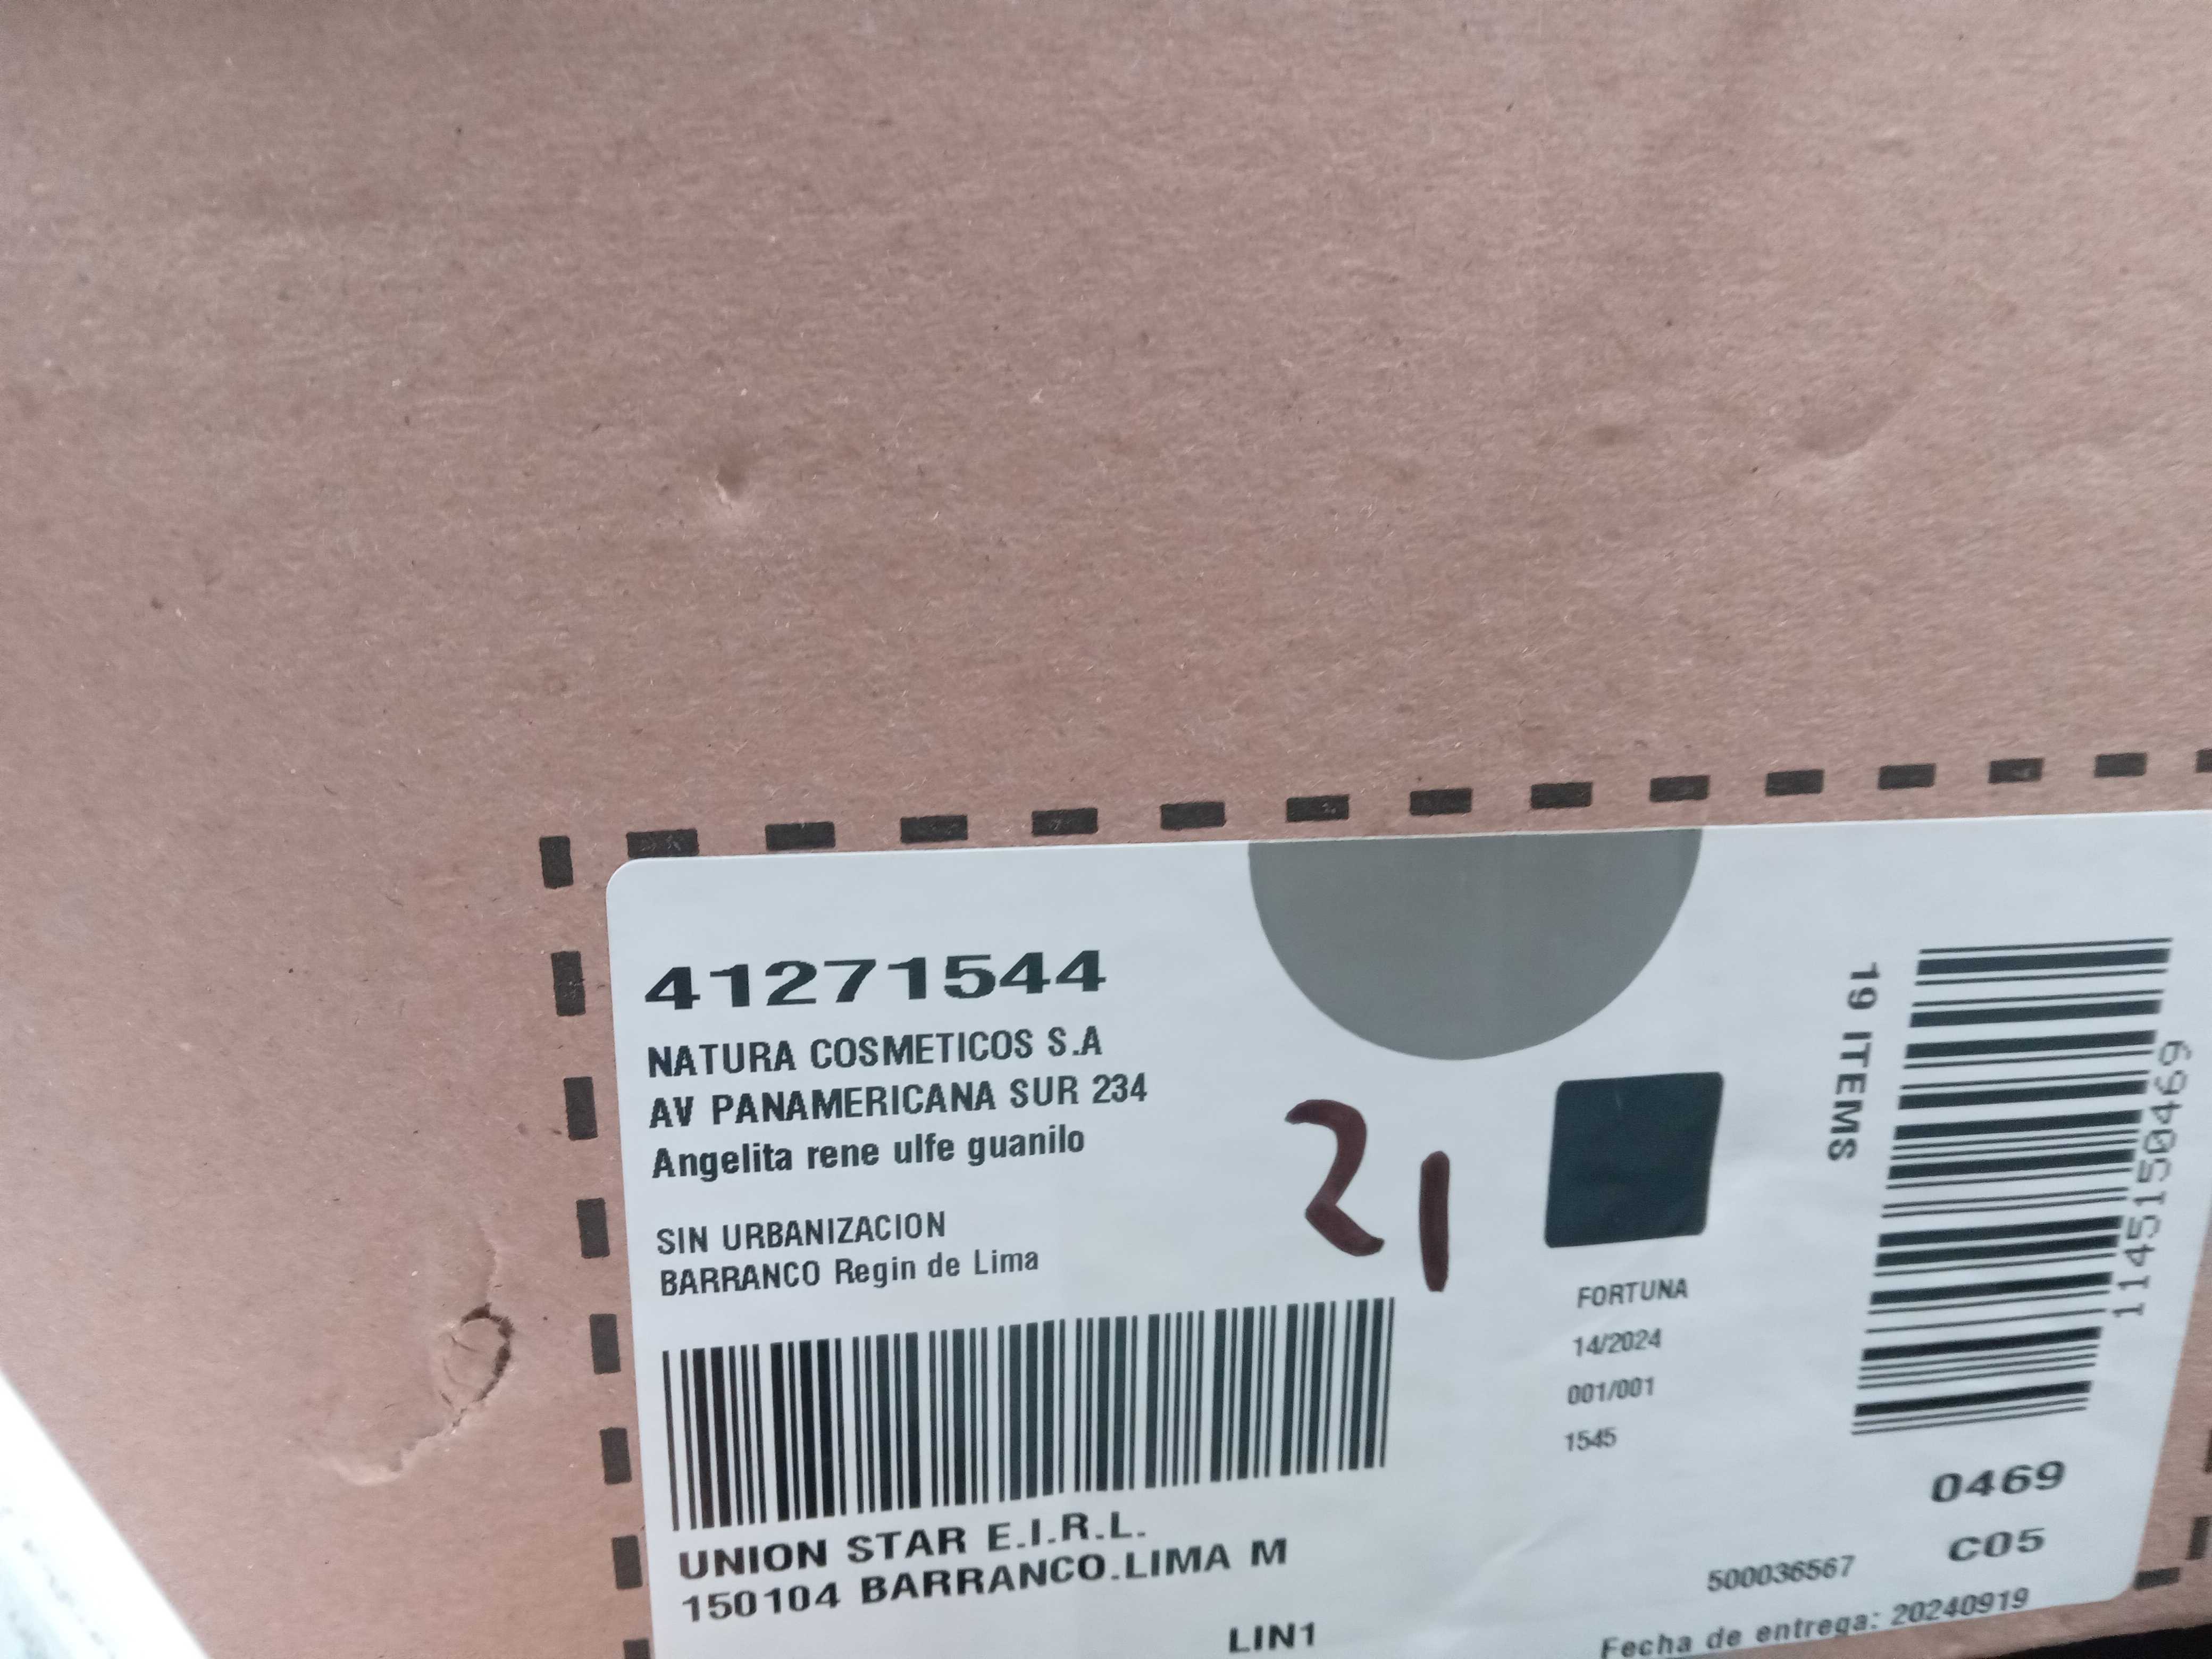 41271544
NATURA COSMETICOS S.A
AV PANAMERICANA SUR 234
Angelita rene ulfe guanilo
SIN URBANIZACION
BARRANCO Regin de Lima
UNION STAR E.I.R.L.
150104 BARRANCO.LIMA M
LIN1
21
FORTUNA
14/2024
001/001
1545
19 ITEMS
1145150469
0469
C05
500036567
Fecha de entrega: 20240919